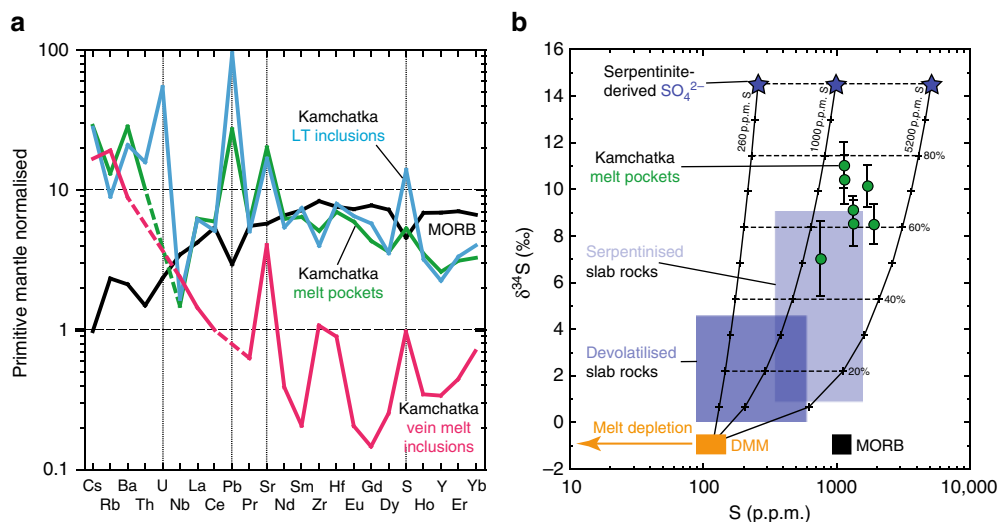 a
100
10
1
0.1
Primitive mantle normalised
Kamchatka
LT inclusions
MORB
Kamchatka
melt pockets
Kamchatka
vein melt
inclusions
Cs Ba U La Pb Sr Sm Hf Gd S Y Yb
Rb Th Nb Ce Pr Nd Zr Eu Dy Ho Er
b
16
14
12
10
8
6
4
2
0
−2
δ³⁴S (‰)
Serpentinite-
derived SO₄²⁻
260 p.p.m. S
1000 p.p.m. S
5200 p.p.m. S
Kamchatka
melt pockets
80%
Serpentinised
slab rocks
60%
40%
Devolatilised
slab rocks
20%
Melt depletion
DMM
MORB
10 100 1000 10,000
S (p.p.m.)